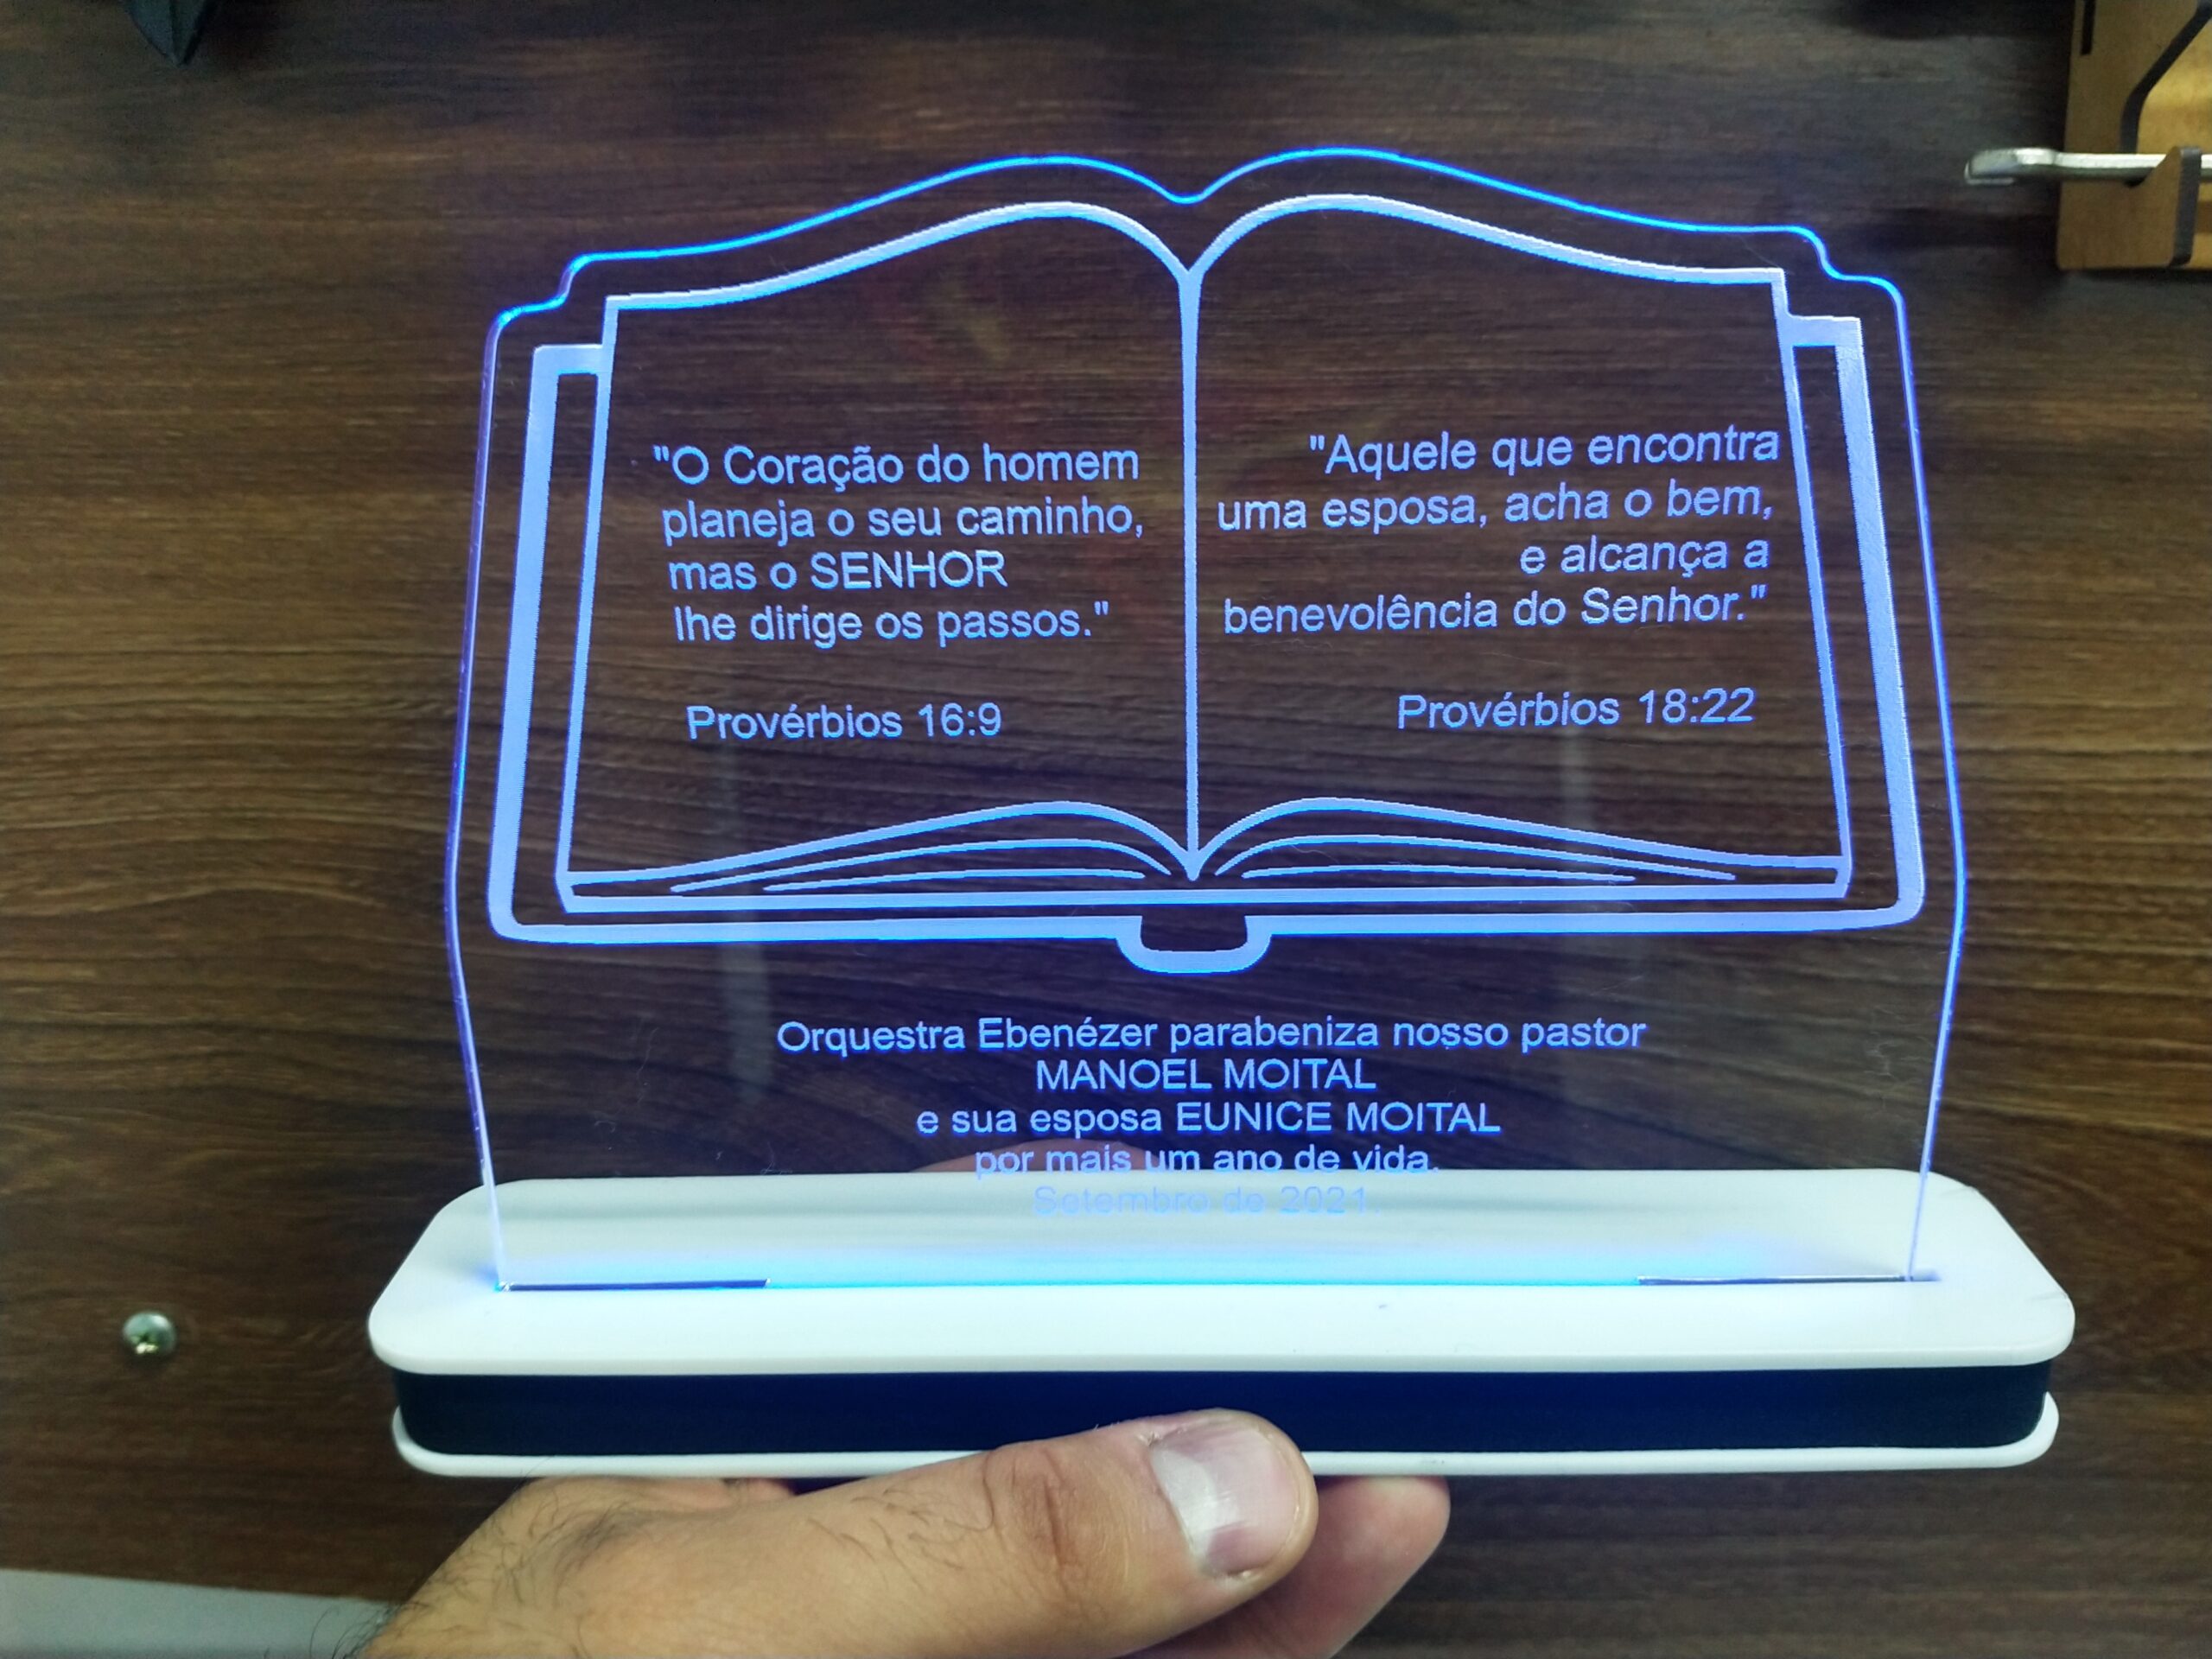 "O Coração do homem
planeja o seu caminho,
mas o SENHOR
lhe dirige os passos."
Provérbios 16:9
"Aquele que encontra
uma esposa, acha o bem,
e alcança a
benevolência do Senhor."
Provérbios 18:22
Orquestra Ebenézer parabeniza nosso pastor
MANOEL MOITAL
e sua esposa EUNICE MOITAL
por mais um ano de vida.
Setembro de 2021.